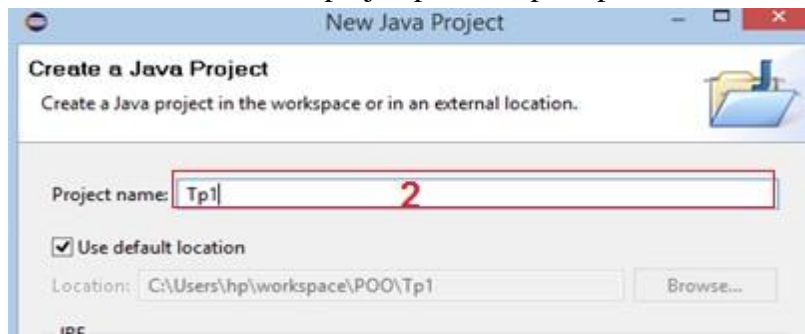 New Java Project
Create a Java Project
Create a Java project in the workspace or in an external location.
Project name: Tp1 2
Use default location
Location: C:\Users\hp\workspace\POO\Tp1 Browse...
JRE